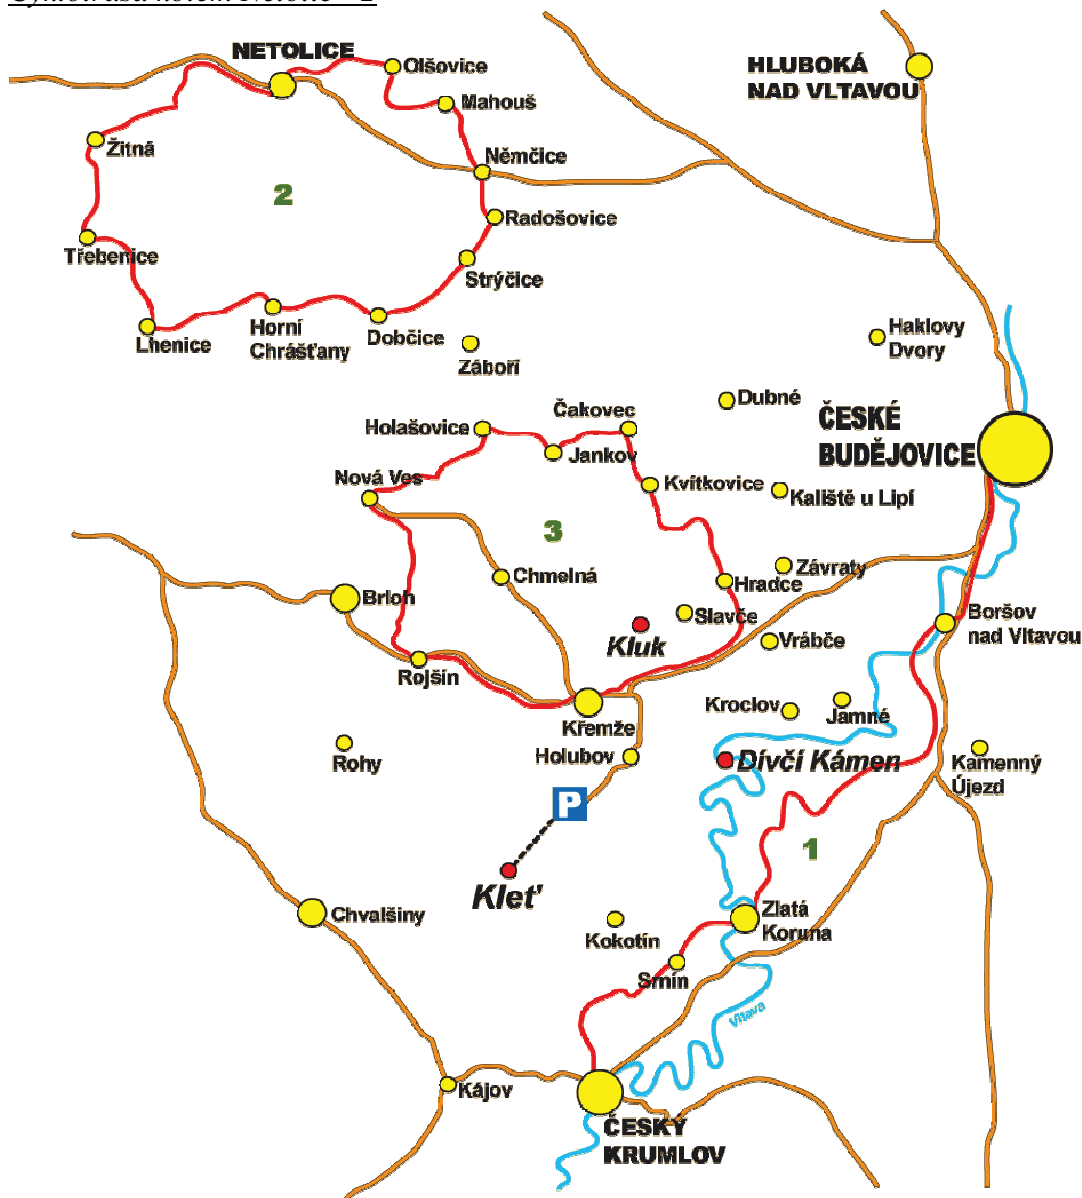 NETOLICE
Olšovice
HLUBOKÁ
NAD VLTAVOU
Mahouš
Žitná
Němčice
2
Radošovice
Třebenice
Strýčice
Lhenice
Horní
Chrášťany
Dobčice
Záboří
Haklovy
Dvory
Dubné
Holašovice
Čakovec
Jankov
ČESKÉ
BUDĚJOVICE
Nová Ves
Kvítkovice
Kaliště u Lipí
3
Chmelná
Hradce
Závraty
Brloh
Slavče
Kluk
Vrábče
Boršov
nad Vltavou
Rojšín
Křemže
Kroclov
Jamné
Rohy
Holubov
Dívčí Kámen
Kamenný
Újezd
P
1
Kleť
Chvalšiny
Zlatá
Koruna
Kokotín
Srnín
Vltava
Kájov
ČESKÝ
KRUMLOV